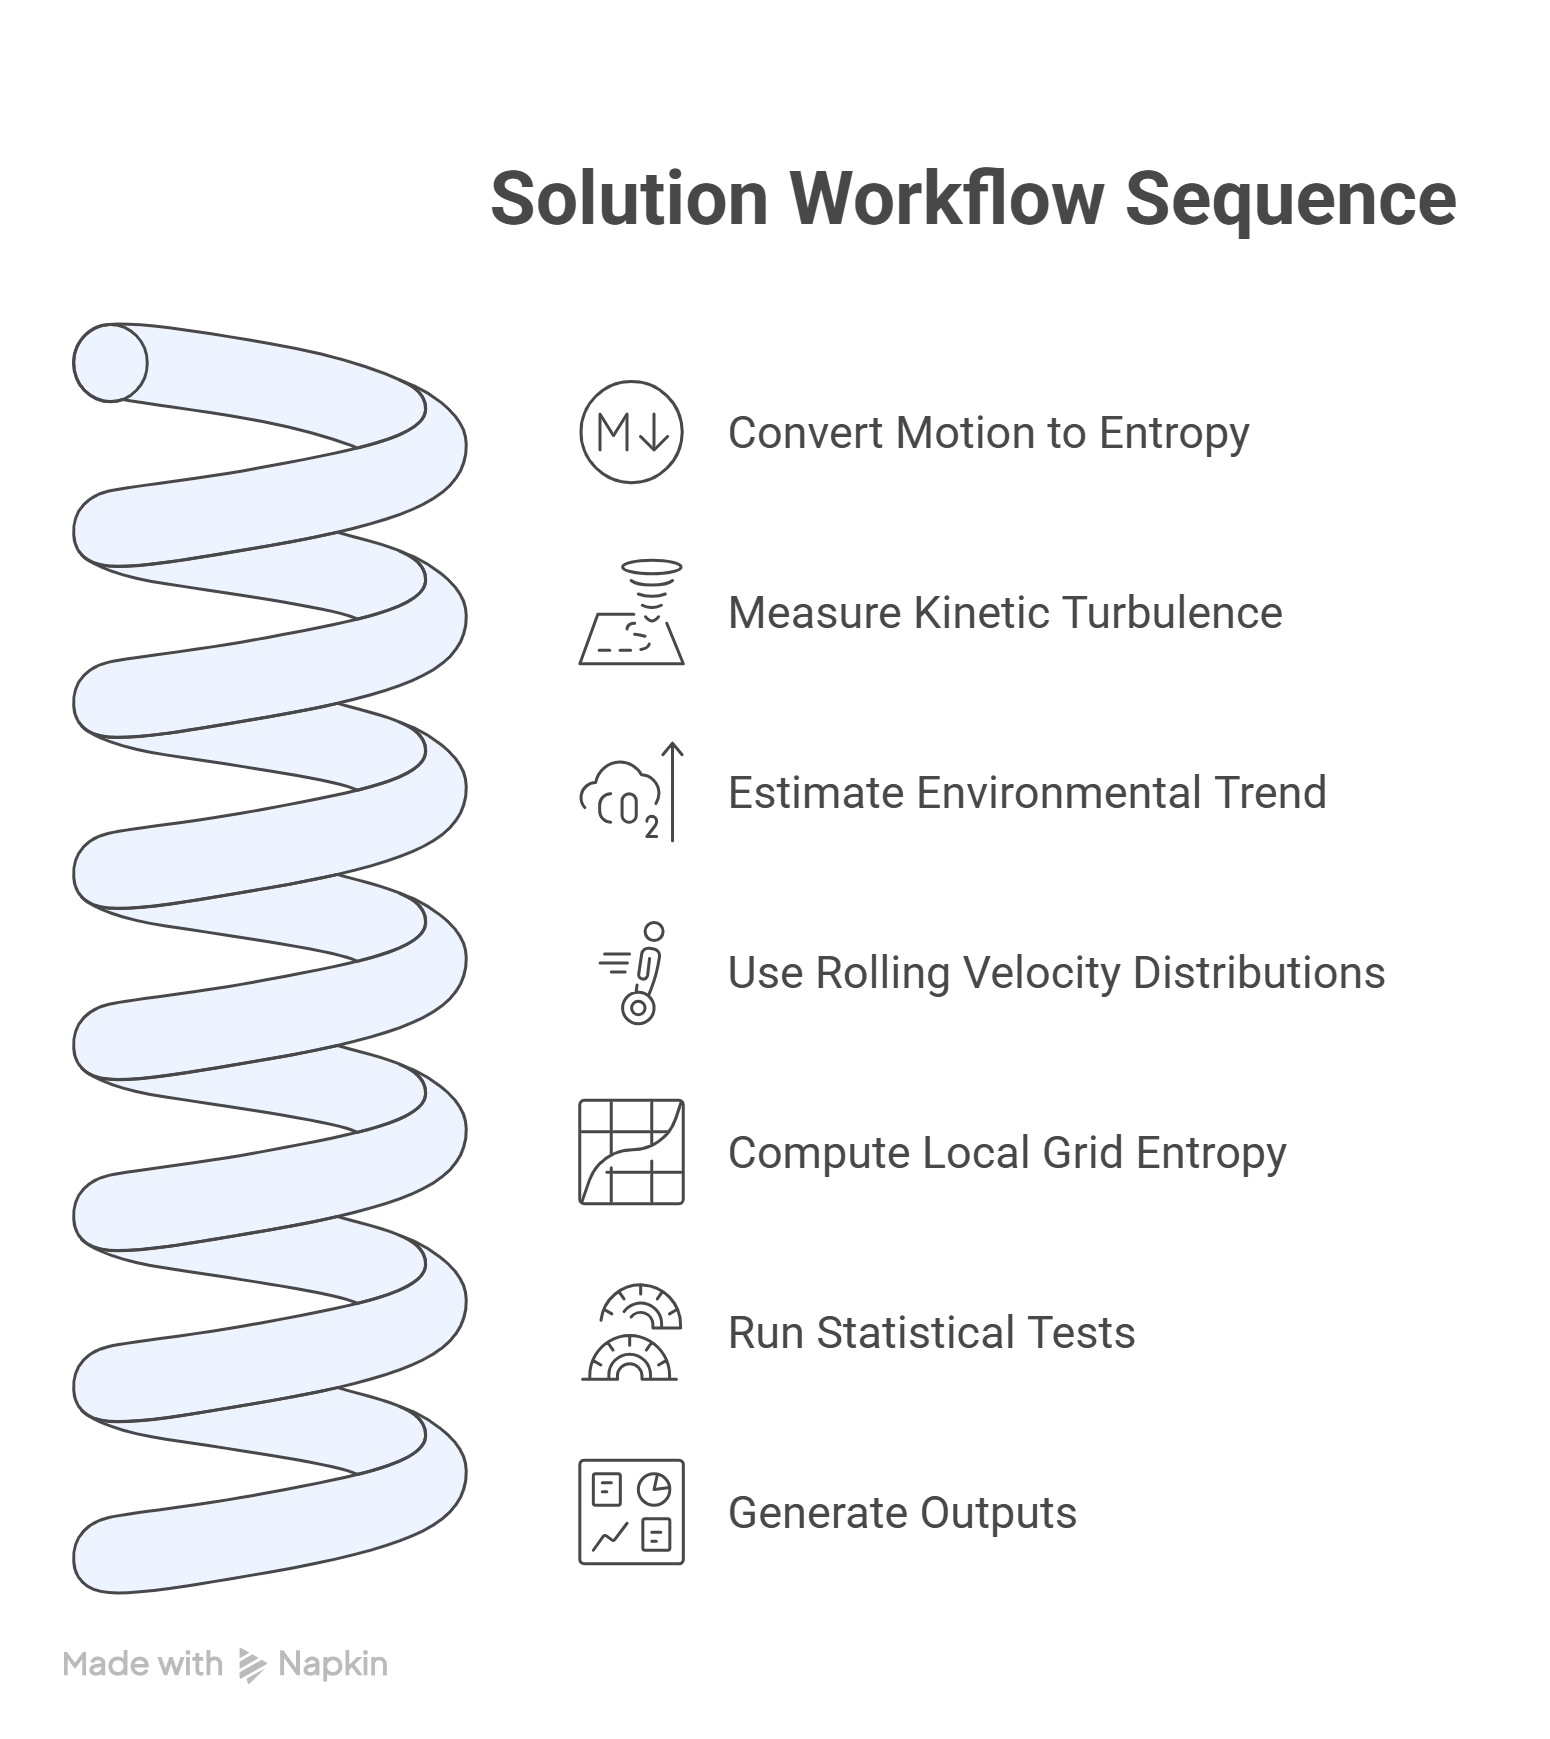 Solution Workflow Sequence
M↓
Convert Motion to Entropy
Measure Kinetic Turbulence
CO2
Estimate Environmental Trend
Use Rolling Velocity Distributions
Compute Local Grid Entropy
Run Statistical Tests
Generate Outputs
Made with Napkin